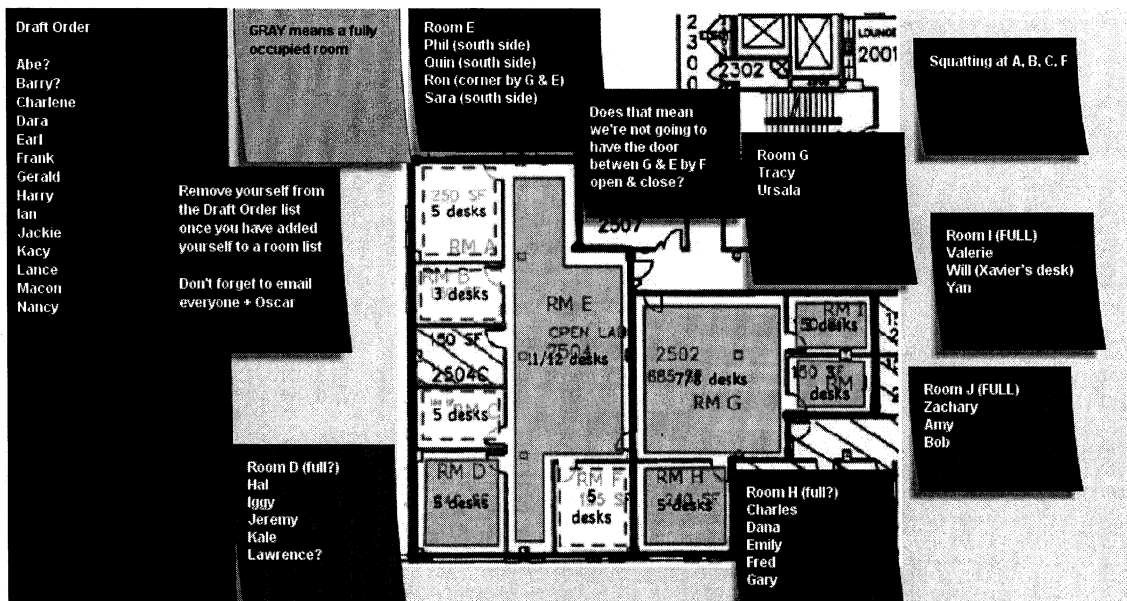 Draft Order
Abe?
Barry?
Charlene
Dara
Earl
Frank
Gerald
Harry
Ian
Jackie
Kacy
Lance
Macon
Nancy
GRAY means a fully
occupied room
Remove yourself from
the Draft Order list
once you have added
yourself to a room list
Don't forget to email
everyone + Oscar
Room E
Phil (south side)
Quin (south side)
Ron (corner by G & E)
Sara (south side)
Does that mean
we're not going to
have the door
betwen G & E by F
open & close?
Room G
Tracy
Ursala
Squatting at A, B, C, F
Room I (FULL)
Valerie
Will (Xavier's desk)
Yan
Room J (FULL)
Zachary
Amy
Bob
Room D (full?)
Hal
Iggy
Jeremy
Kale
Lawrence?
Room H (full?)
Charles
Dana
Emily
Fred
Gary
2302
LOUNGE
2001
2507
250 SF
5 desks
RM A
RM B
3 desks
150 SF
2504C
5 desks
RM D
RM E
OPEN LAB
2504
11/12 desks
2502
7/8 desks
RM G
RM I
150 SF
RM
desks
RM F
5
desks
RM H
240 SF
5 desks